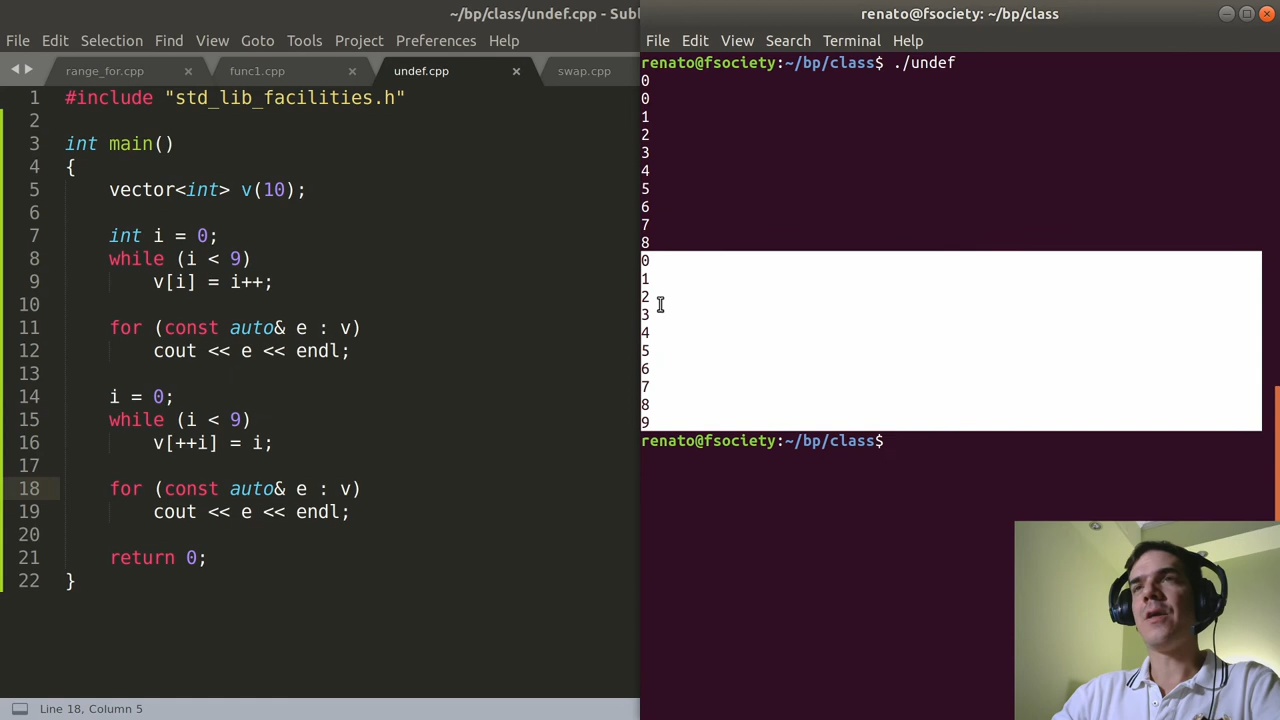 ~/bp/class/undef.cpp - Subl
File Edit Selection Find View Goto Tools Project Preferences Help
range_for.cpp × func1.cpp × undef.cpp × swap.cpp
1 #include "std_lib_facilities.h"
2
3 int main()
4 {
5 vector<int> v(10);
6
7 int i = 0;
8 while (i < 9)
9 v[i] = i++;
10
11 for (const auto& e : v)
12 cout << e << endl;
13
14 i = 0;
15 while (i < 9)
16 v[++i] = i;
17
18 for (const auto& e : v)
19 cout << e << endl;
20
21 return 0;
22 }
Line 18, Column 5
renato@fsociety: ~/bp/class
File Edit View Search Terminal Help
renato@fsociety:~/bp/class$ ./undef
0
0
1
2
3
4
5
6
7
8
0
1
2
3
4
5
6
7
8
9
renato@fsociety:~/bp/class$